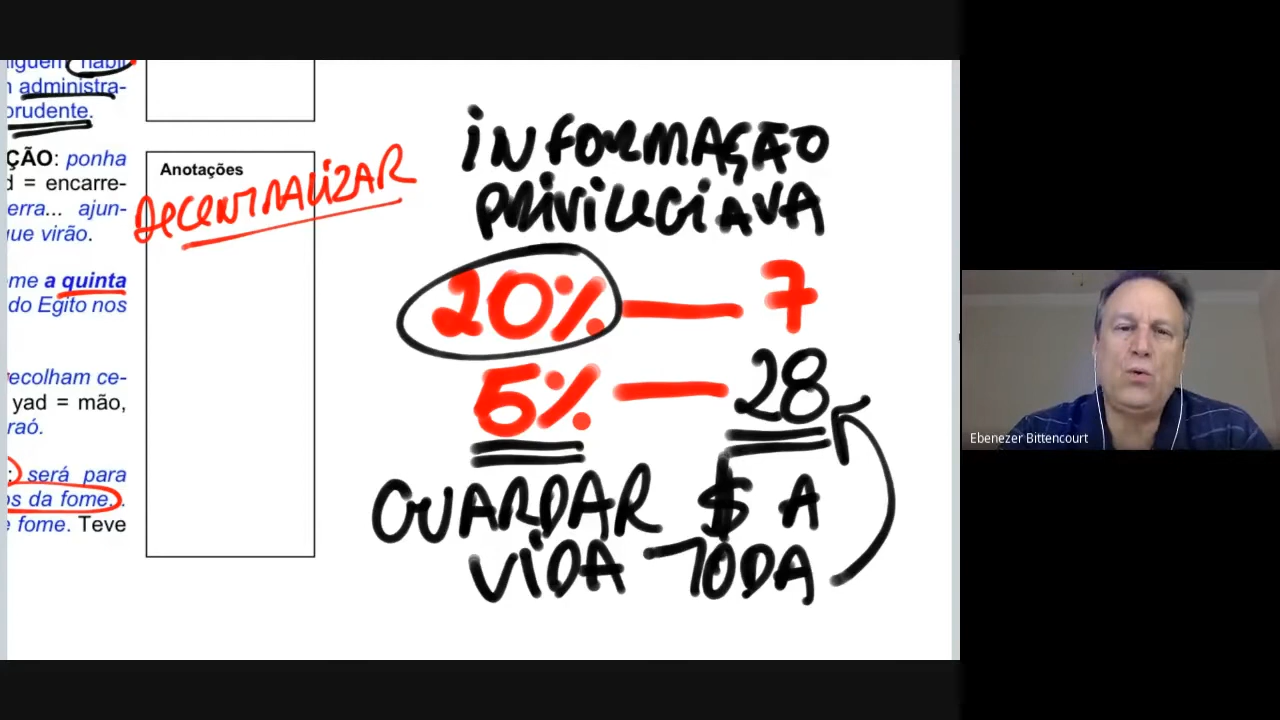 iguém hábil
administra-
prudente.
ÇÃO: ponha
d = encarre-
erra... ajun-
que virão.
me a quinta
do Egito nos
recolham ce-
yad = mão,
raó.
: será para
os da fome...
e fome. Teve
Anotações
DECENTRALIZAR
INFORMAÇÃO
PRIVILEGIAVA
20% — 7
5% — 28
GUARDAR $ A
VIDA TODA
Ebenezer Bittencourt